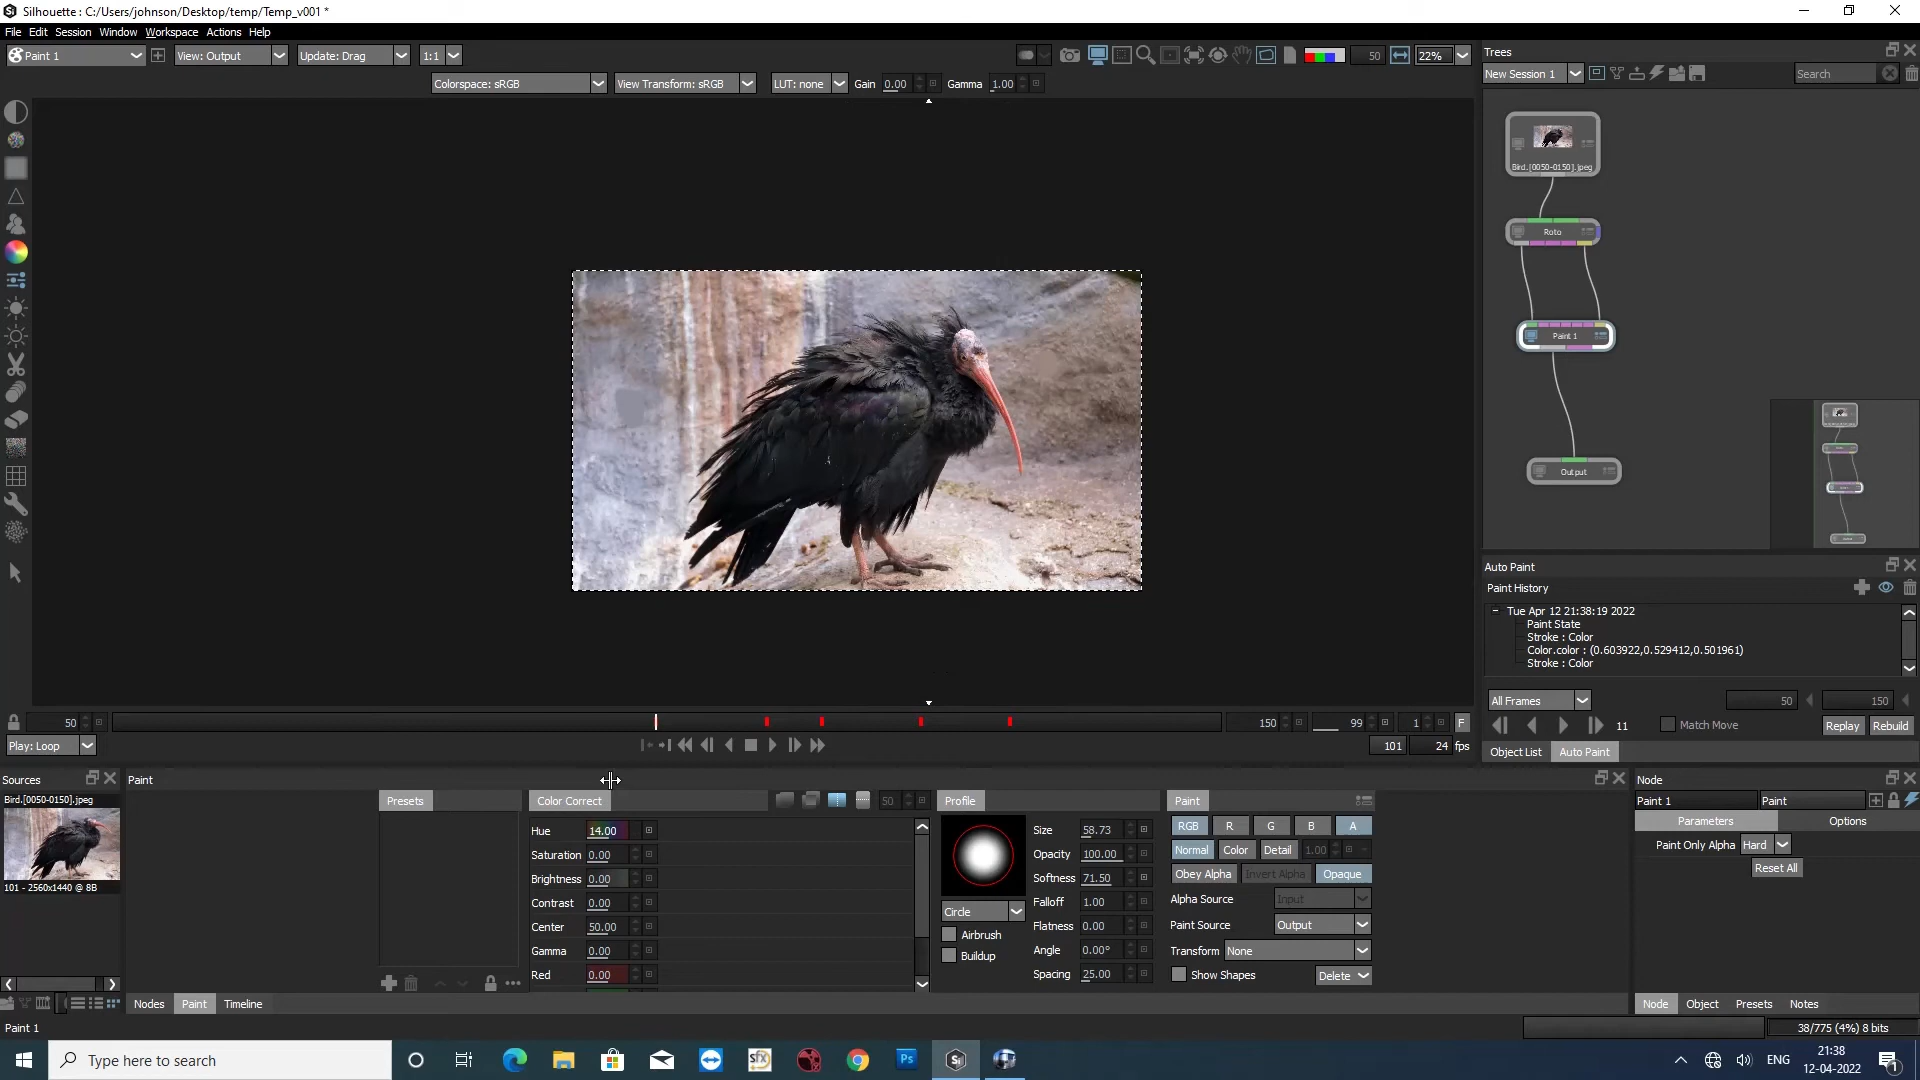 Silhouette : C:/Users/johnson/Desktop/temp/Temp_v001 *
File Edit Session Window Workspace Actions Help
Paint 1 View: Output Update: Drag 1:1 50 22%
Colorspace: sRGB View Transform: sRGB LUT: none Gain 0.00 Gamma 1.00
Trees
New Session 1 Search
Bird.[0050-0150].jpeg
Roto
Paint 1
Output
Auto Paint
Paint History
Tue Apr 12 21:38:19 2022
Paint State
Stroke : Color
Color.color : (0.603922,0.529412,0.501961)
Stroke : Color
All Frames 50 150
11 Match Move Replay Rebuild
Object List Auto Paint
50 150 99 1 F
Play: Loop 101 24 fps
Sources
Bird.[0050-0150].jpeg
101 - 2560x1440 @ 8B
Paint
Presets
Color Correct 50
Hue 14.00
Saturation 0.00
Brightness 0.00
Contrast 0.00
Center 50.00
Gamma 0.00
Red 0.00
Profile
Circle
Airbrush
Buildup
Size 58.73
Opacity 100.00
Softness 71.50
Falloff 1.00
Flatness 0.00
Angle 0.00°
Spacing 25.00
Paint
RGB R G B A
Normal Color Detail 1.00
Obey Alpha Invert Alpha Opaque
Alpha Source Input
Paint Source Output
Transform None
Show Shapes Delete
Node
Paint 1 Paint
Parameters Options
Paint Only Alpha Hard
Reset All
Nodes Paint Timeline
Node Object Presets Notes
Paint 1
38/775 (4%) 8 bits
Type here to search
sfx
Ps
Si
ENG
21:38
12-04-2022
1